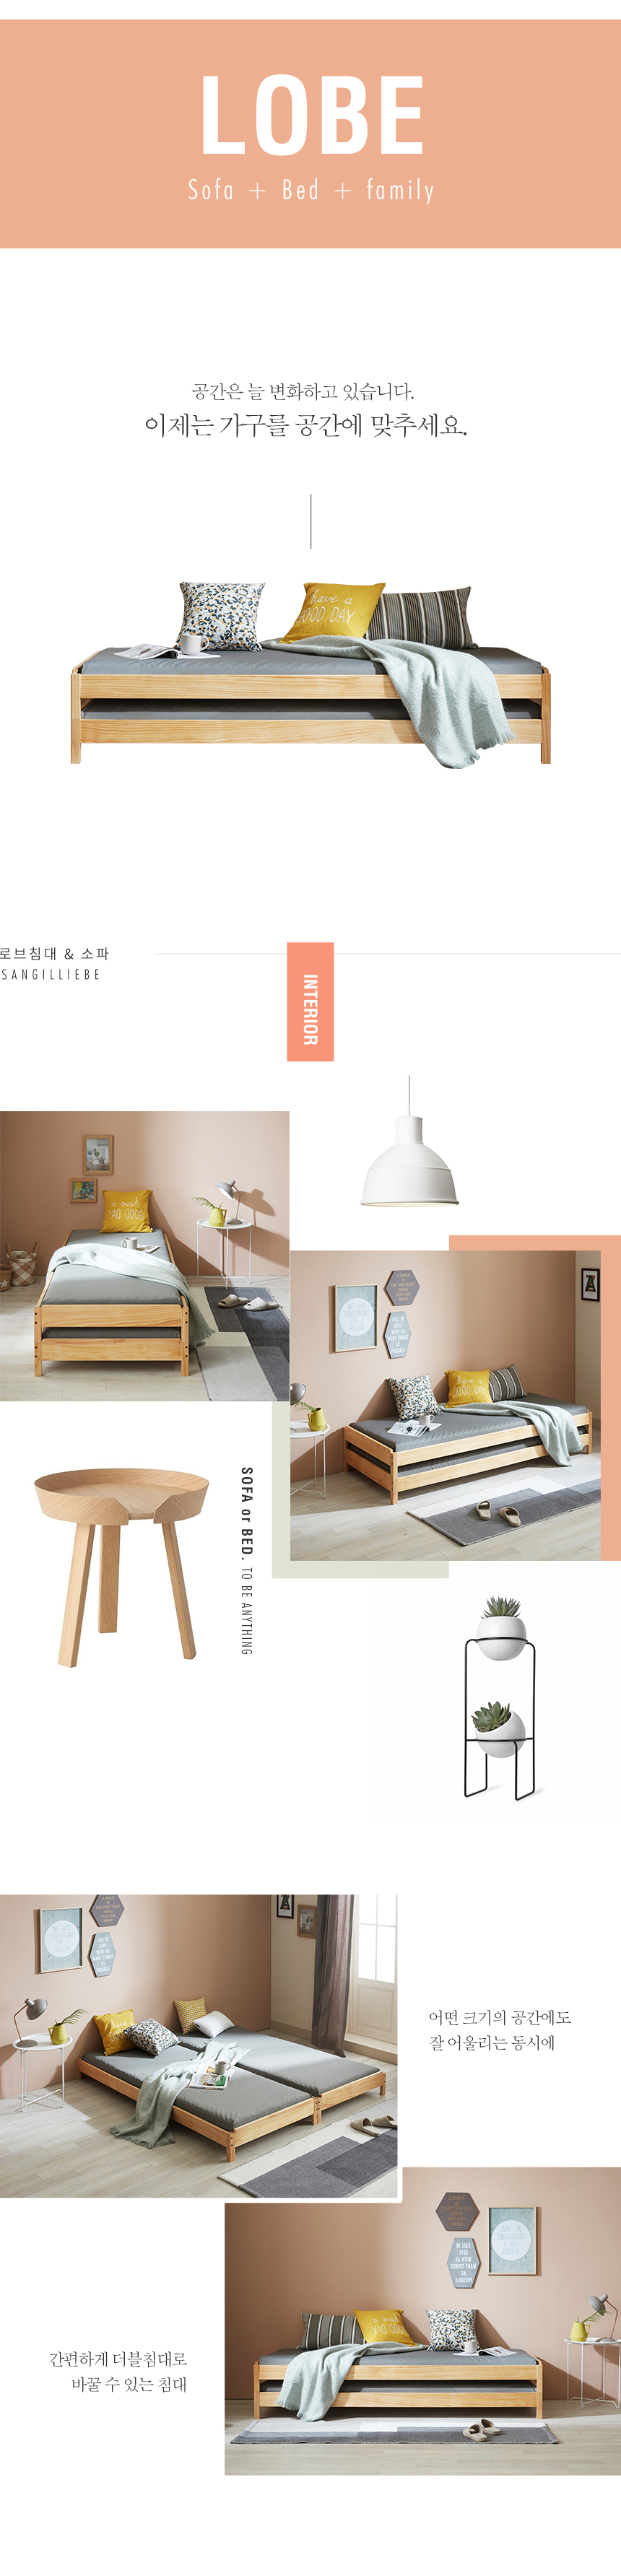 LOBE
Sofa + Bed + family
공간은 늘 변화하고 있습니다.
이제는 가구를 공간에 맞추세요.
have a
GOOD DAY
로브침대 & 소파
SANGILLIEBE
INTERIOR
SOFA or BED. TO BE ANYTHING
어떤 크기의 공간에도
잘 어울리는 동시에
간편하게 더블침대로
바꿀 수 있는 침대